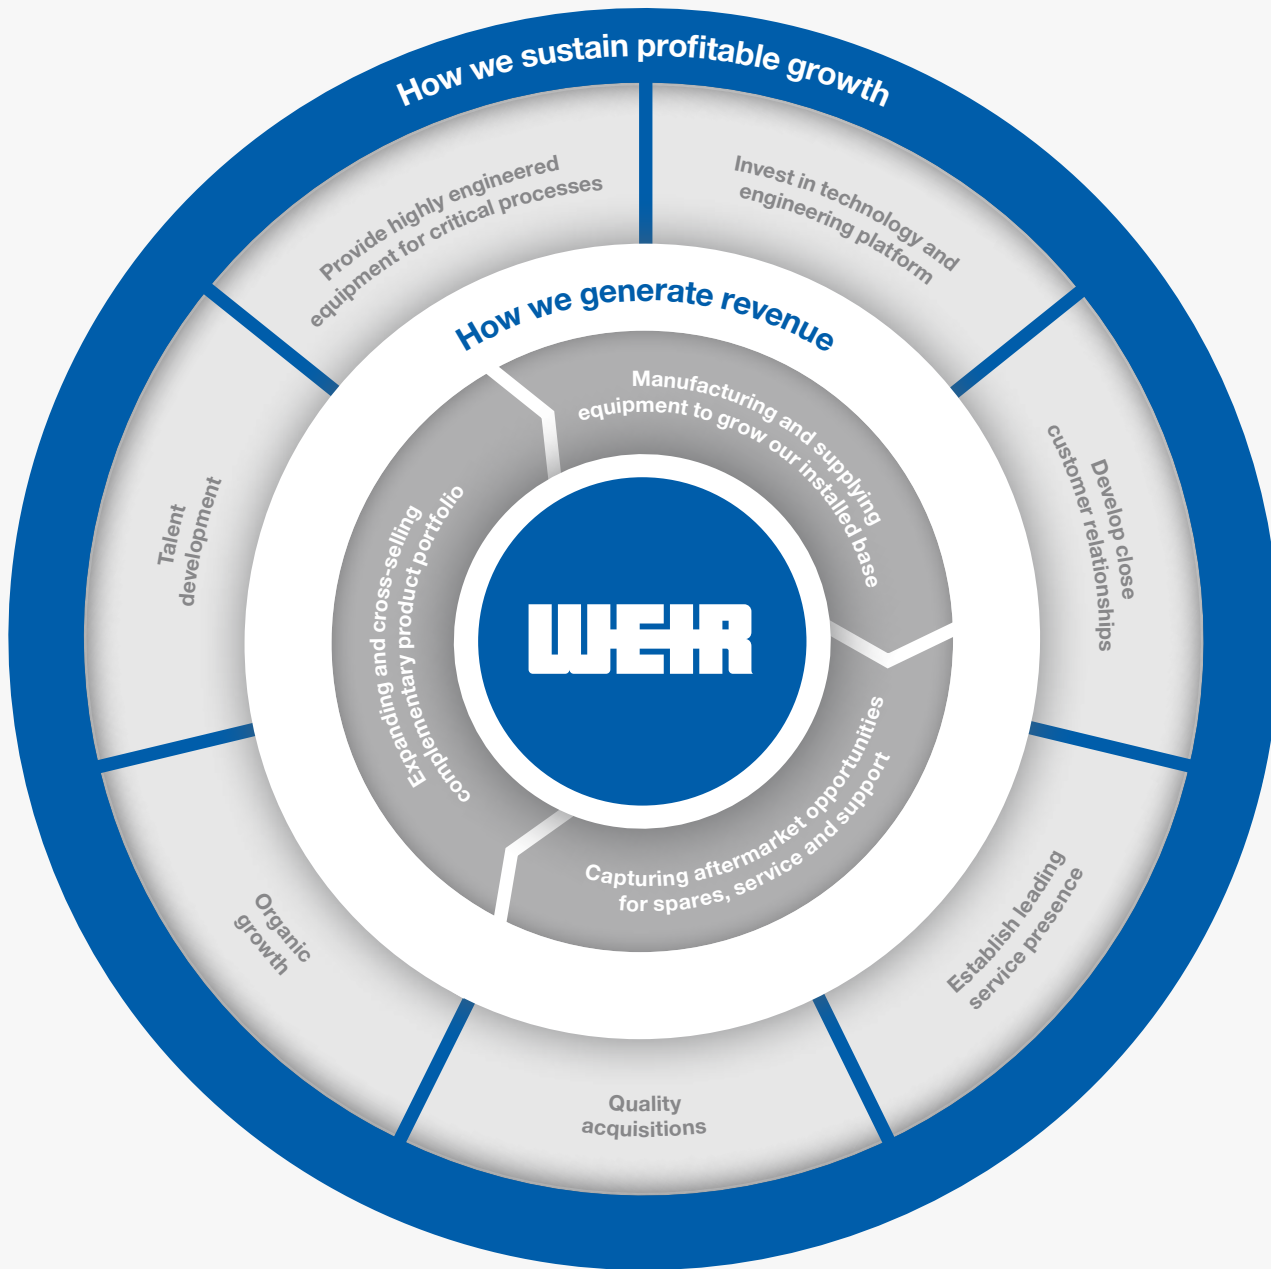 How we sustain profitable growth
Provide highly engineered
equipment for critical processes
Invest in technology and
engineering platform
Develop close
customer relationships
Establish leading
service presence
Quality
acquisitions
Organic
growth
Talent
development
How we generate revenue
Manufacturing and supplying
equipment to grow our installed base
Capturing aftermarket opportunities
for spares, service and support
Expanding and cross-selling
complementary product portfolio
WEIR